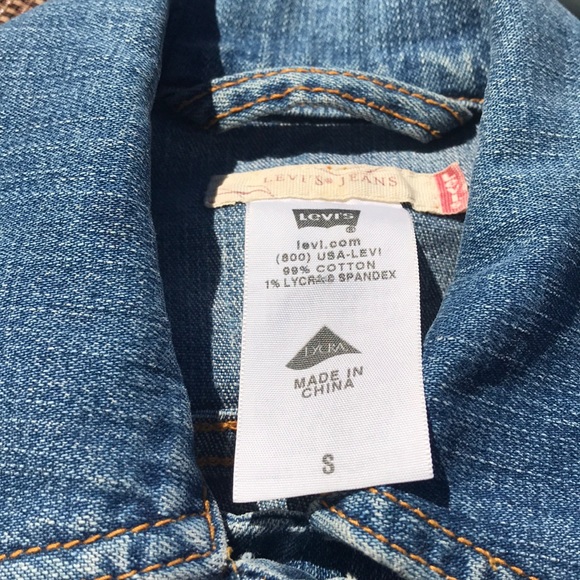 LEVI'S® JEANS
Levi's
®
levi.com
(800) USA-LEVI
99% COTTON
1% LYCRA® SPANDEX
LYCRA
MADE IN
CHINA
S